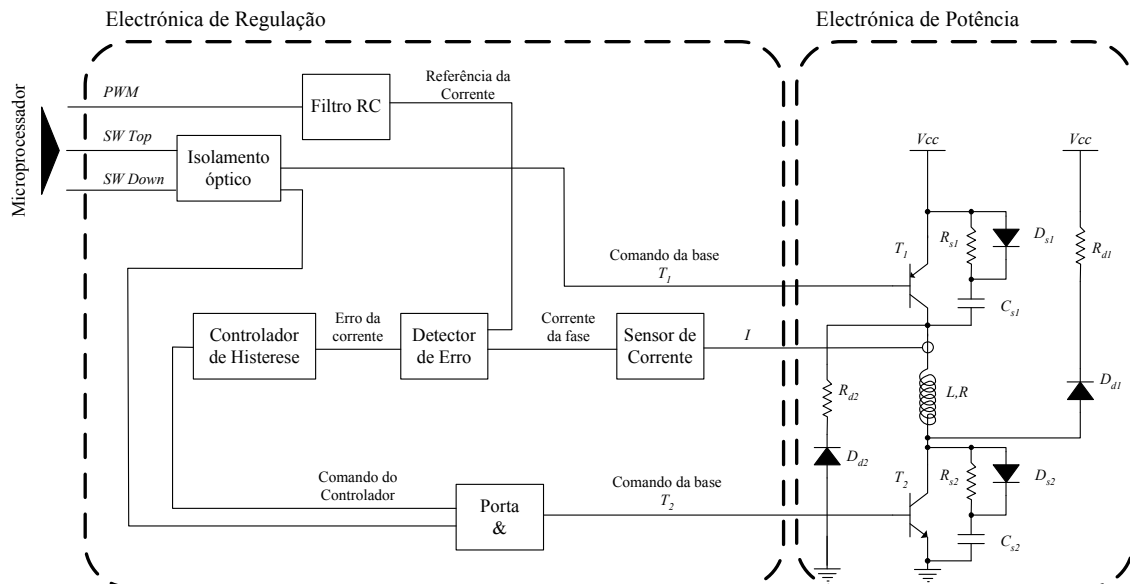 Electrónica de Regulação
Electrónica de Potência
Microprocessador
PWM
SW Top
SW Down
Filtro RC
Referência da
Corrente
Isolamento
óptico
Comando da base
T1
Controlador
de Histerese
Erro da
corrente
Detector
de Erro
Corrente
da fase
Sensor de
Corrente
I
Comando do
Controlador
Porta
&
Comando da base
T2
Vcc
Vcc
T1
Rs1
Ds1
Cs1
Rd1
Rd2
L,R
Dd1
Dd2
T2
Rs2
Ds2
Cs2